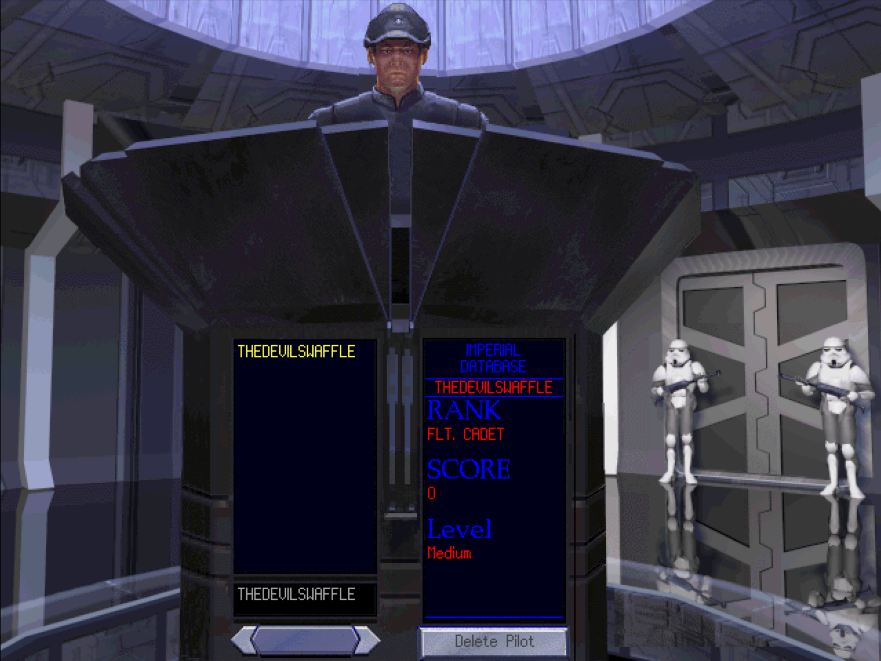 THEDEVILSWAFFLE
THEDEVILSWAFFLE
IMPERIAL
DATABASE
THEDEVILSWAFFLE
RANK
FLT. CADET
SCORE
0
Level
Medium
Delete Pilot